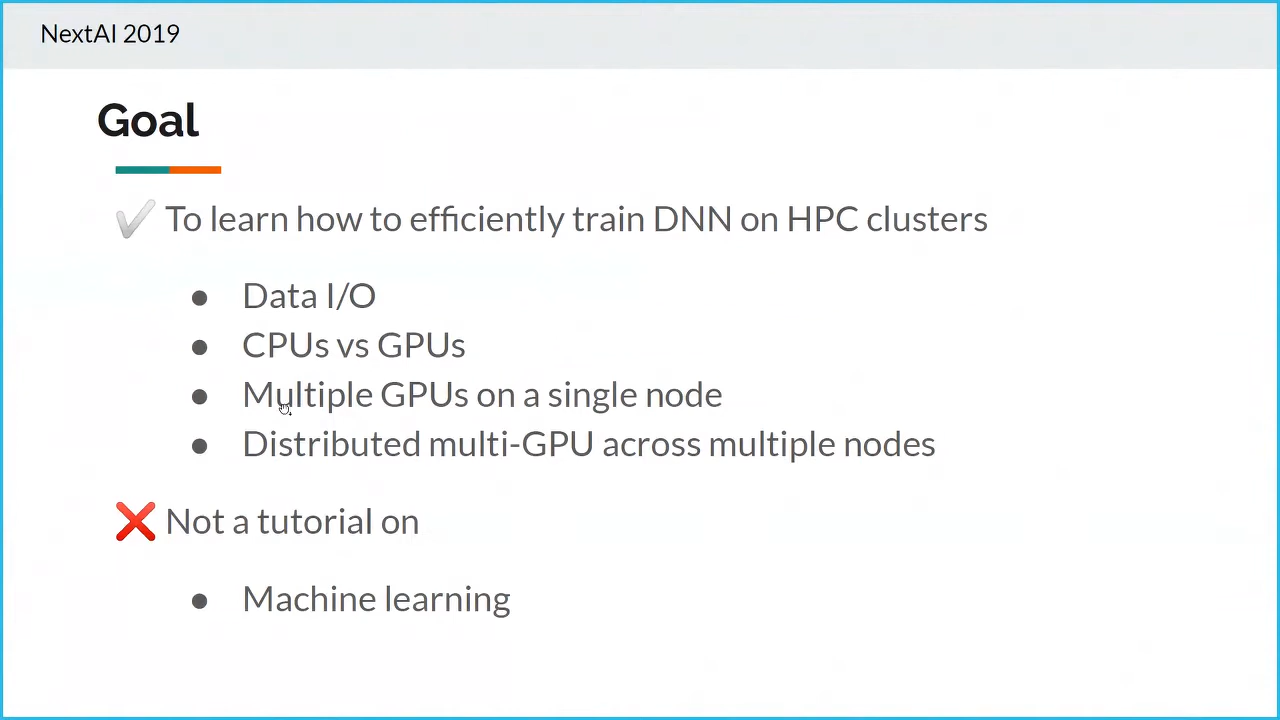 NextAI 2019
Goal
✔ To learn how to efficiently train DNN on HPC clusters
● Data I/O
● CPUs vs GPUs
● Multiple GPUs on a single node
● Distributed multi-GPU across multiple nodes
❌ Not a tutorial on
● Machine learning